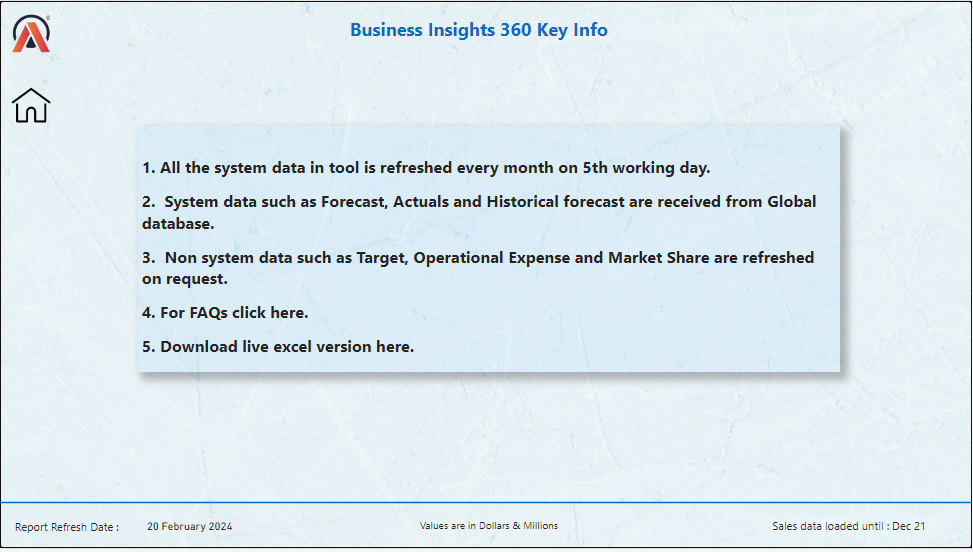 Business Insights 360 Key Info
1. All the system data in tool is refreshed every month on 5th working day.
2.  System data such as Forecast, Actuals and Historical forecast are received from Global
database.
3.  Non system data such as Target, Operational Expense and Market Share are refreshed
on request.
4. For FAQs click here.
5. Download live excel version here.
Report Refresh Date : 20 February 2024 Values are in Dollars & Millions Sales data loaded until : Dec 21